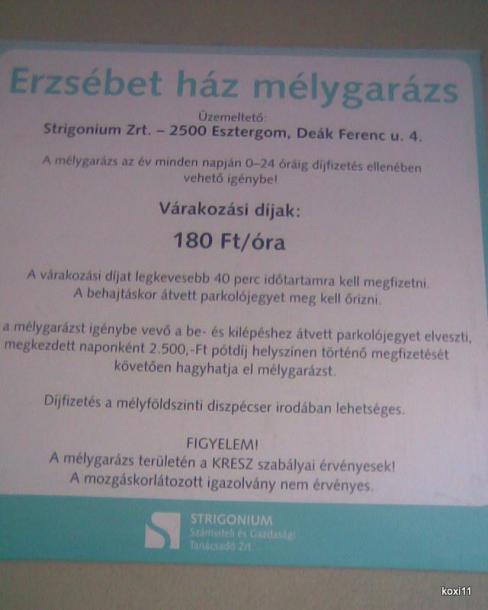 Erzsébet ház mélygarázs
Üzemeltető:
Strigonium Zrt. – 2500 Esztergom, Deák Ferenc u. 4.
A mélygarázs az év minden napján 0–24 óráig díjfizetés ellenében
vehető igénybe!
Várakozási díjak:
180 Ft/óra
A várakozási díjat legkevesebb 40 perc időtartamra kell megfizetni.
A behajtáskor átvett parkolójegyet meg kell őrizni.
a mélygarázst igénybe vevő a be- és kilépéshez átvett parkolójegyet elveszti,
megkezdett naponként 2.500,-Ft pótdíj helyszínen történő megfizetését
követően hagyhatja el mélygarázst.
Díjfizetés a mélyföldszinti diszpécser irodában lehetséges.
FIGYELEM!
A mélygarázs területén a KRESZ szabályai érvényesek!
A mozgáskorlátozott igazolvány nem érvényes.
STRIGONIUM
Számviteli és Gazdasági
Tanácsadó Zrt.
koxi11